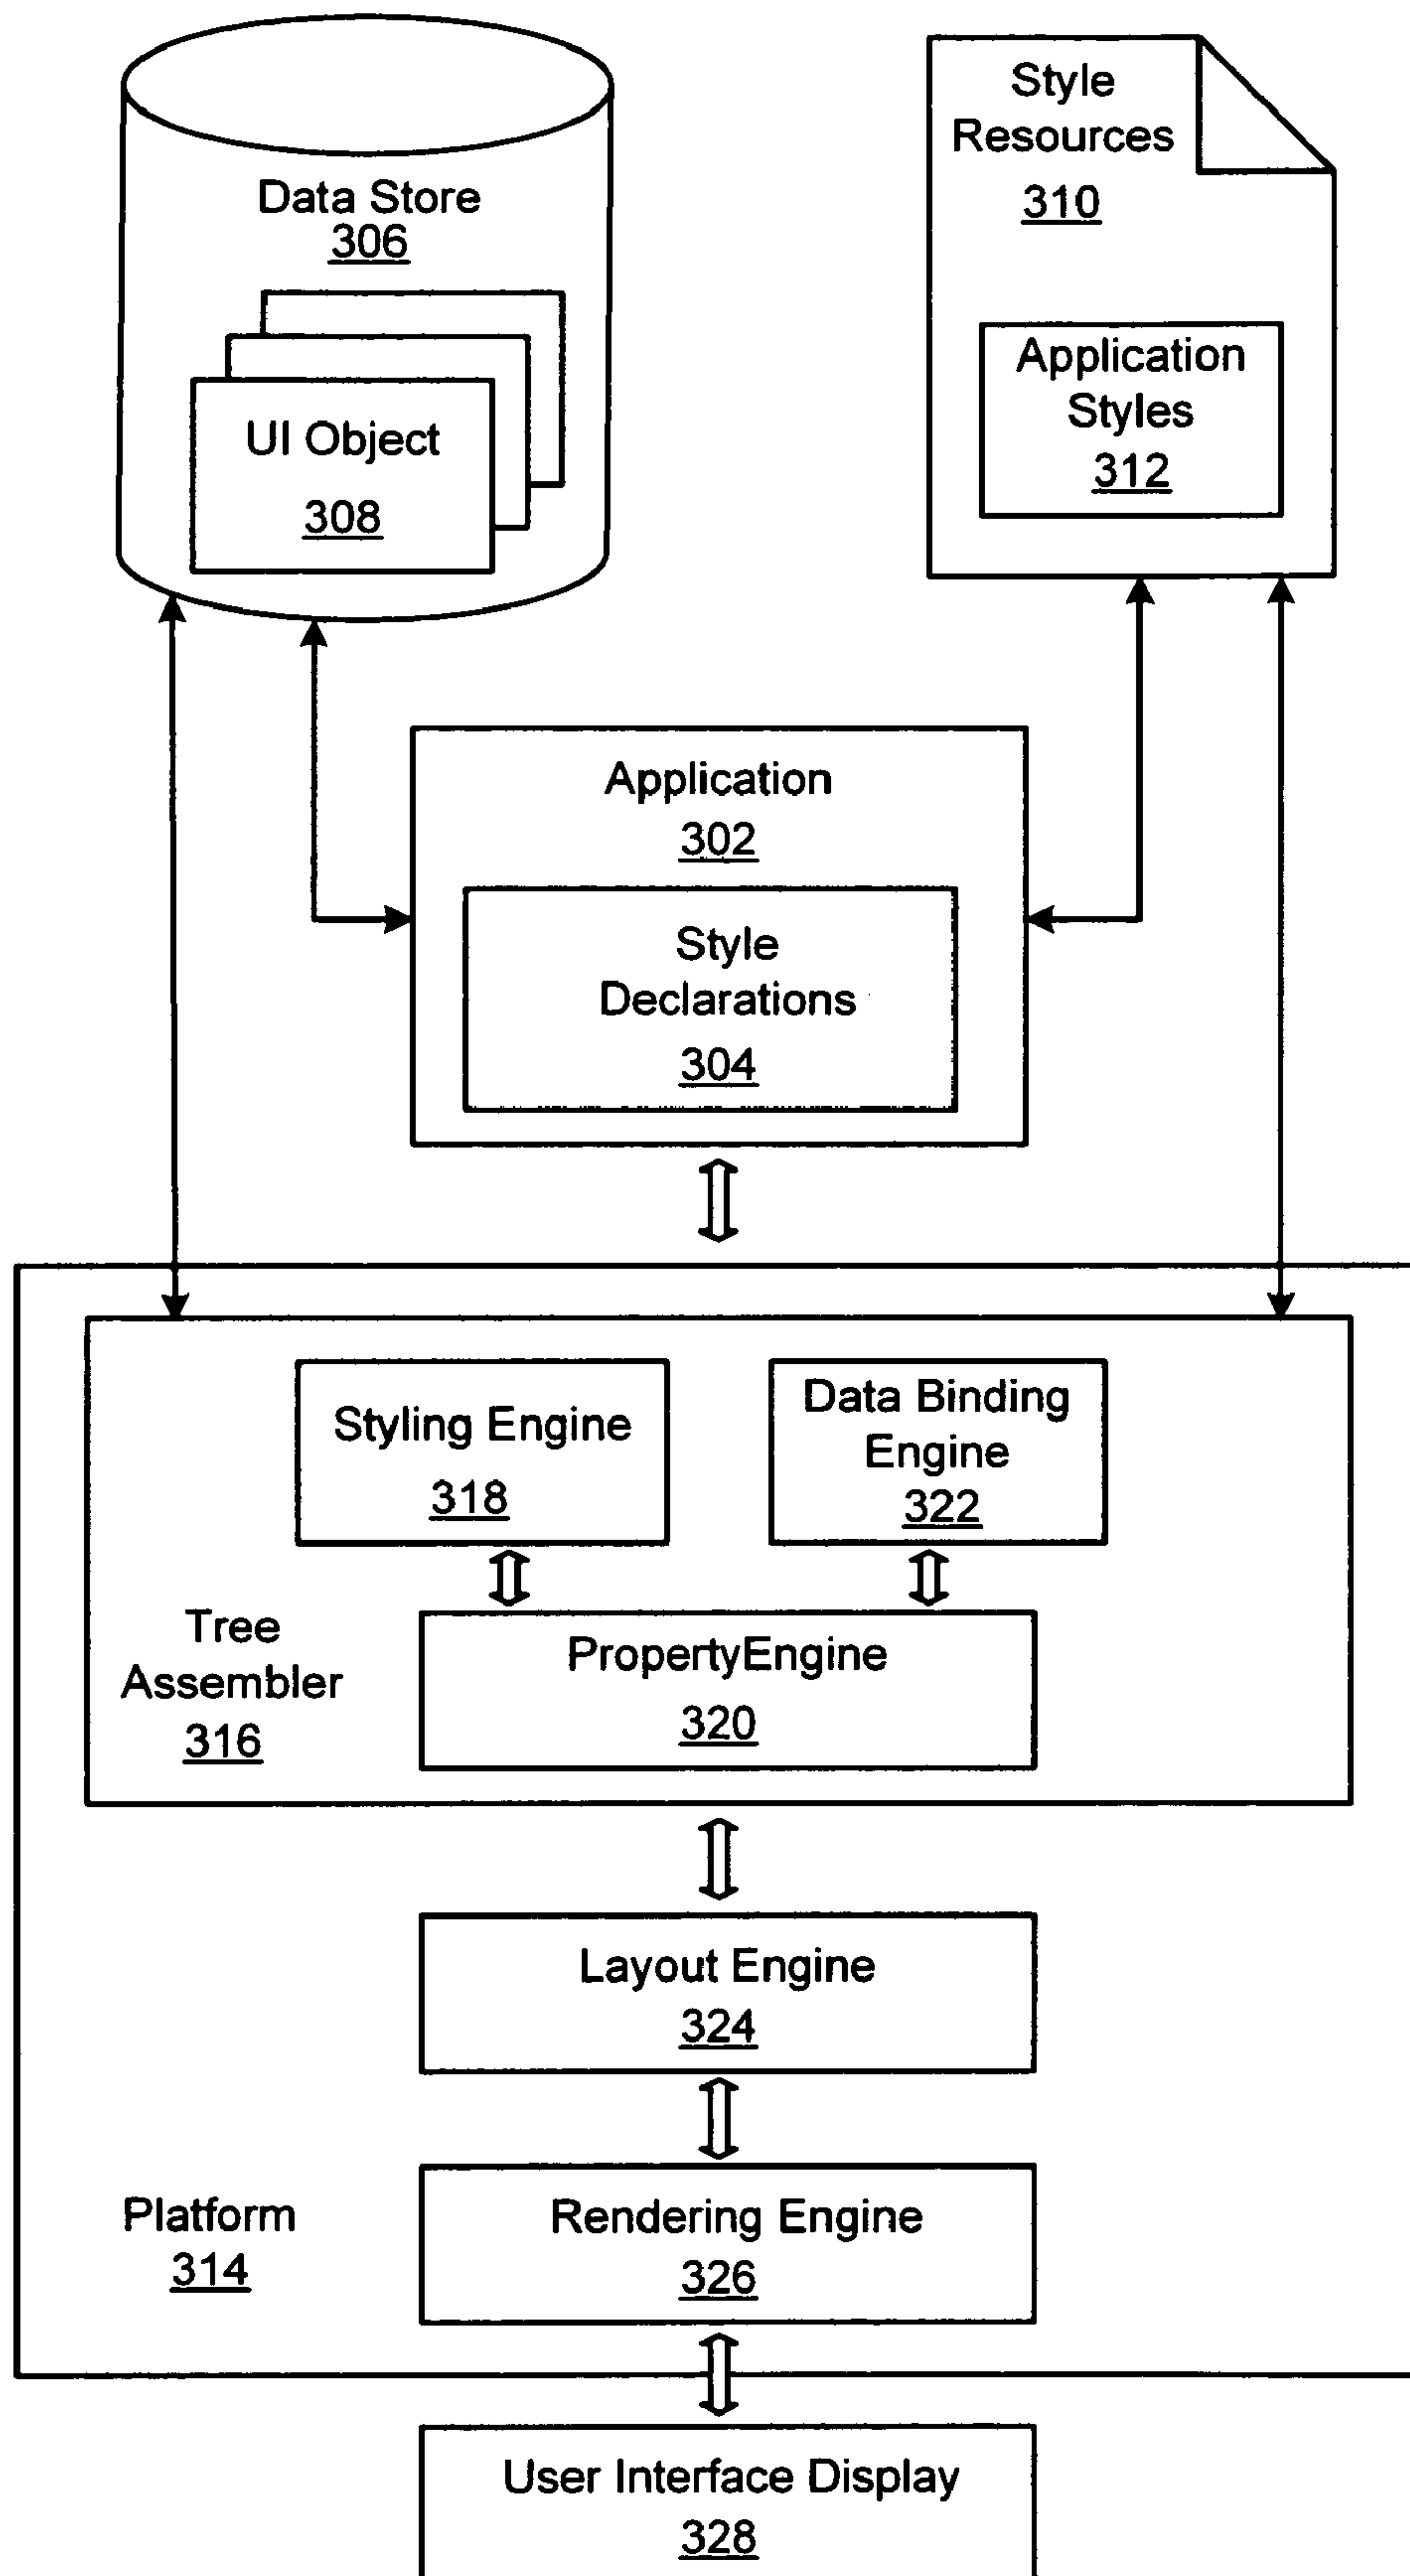 Data Store
306
UI Object
308
Style
Resources
310
Application
Styles
312
Application
302
Style
Declarations
304
Styling Engine
318
Data Binding
Engine
322
Tree
Assembler
316
PropertyEngine
320
Layout Engine
324
Platform
314
Rendering Engine
326
User Interface Display
328